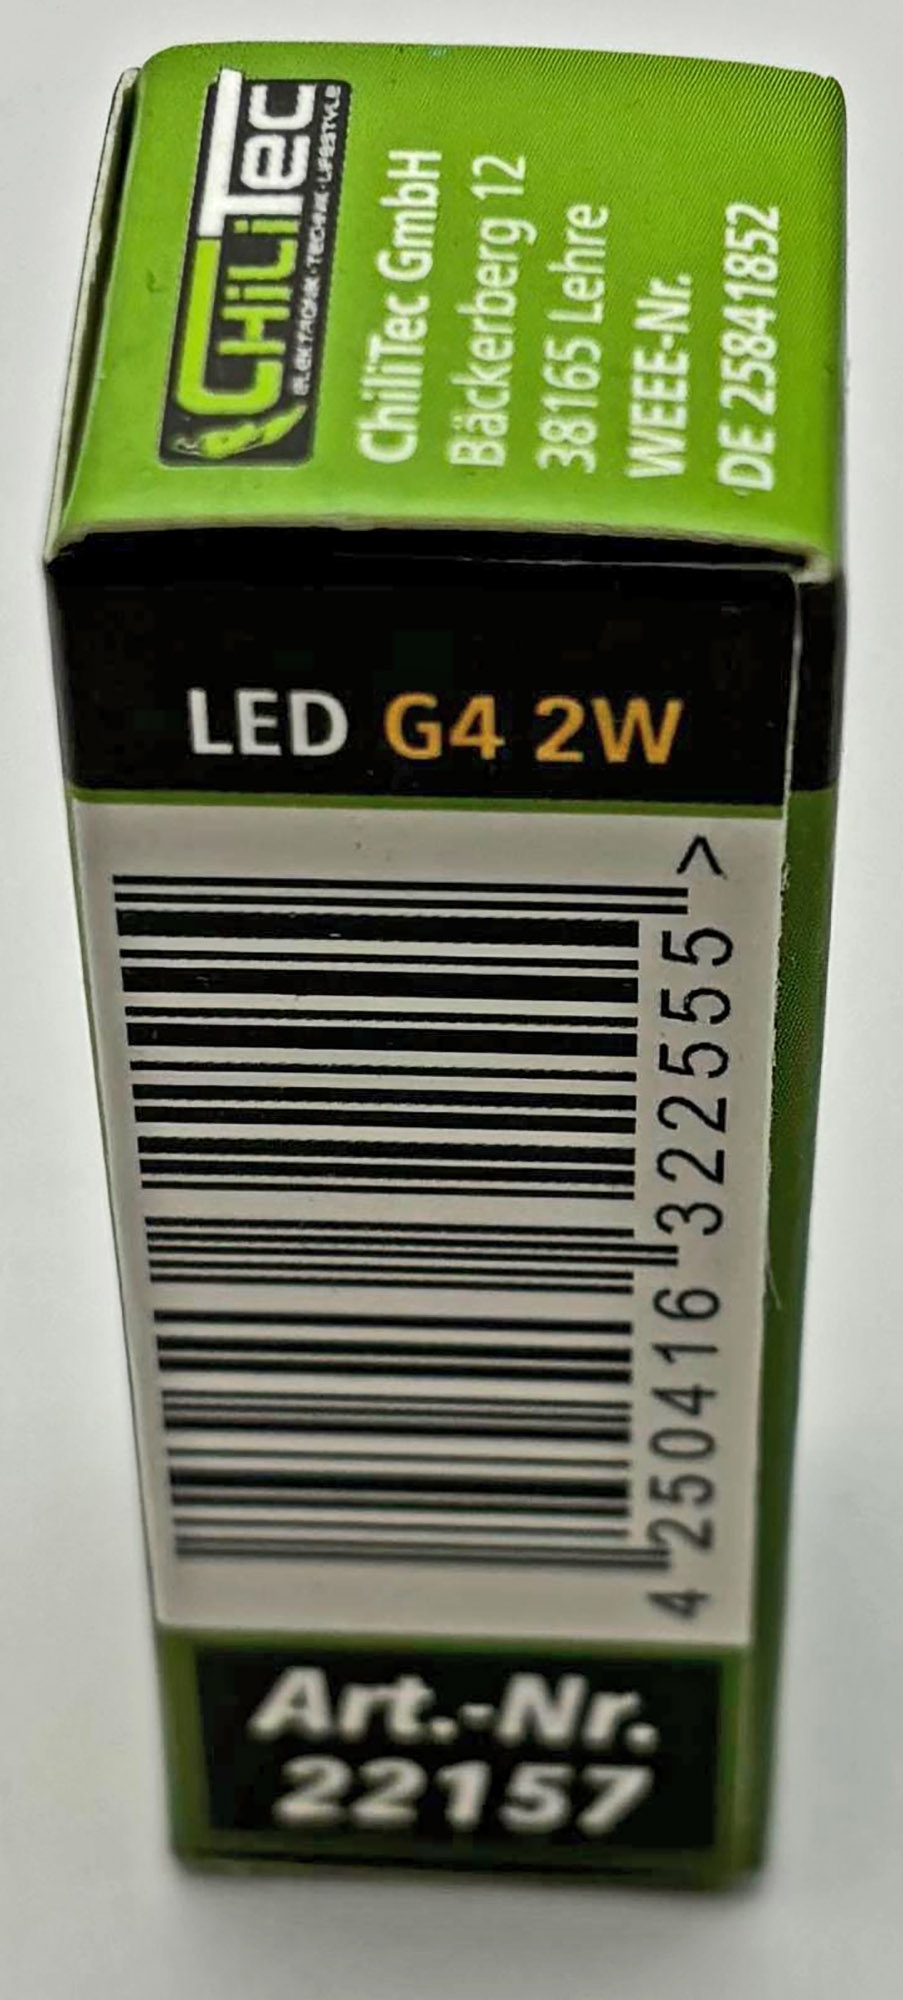 CHiLiTEC
ELEKTRONIK·TECHNIK·LIFESTYLE
ChiliTec GmbH
Bäckerberg 12
38165 Lehre
WEEE-Nr.
DE 25841852
LED G4 2W
4 250416 322555 >
Art.-Nr.
22157